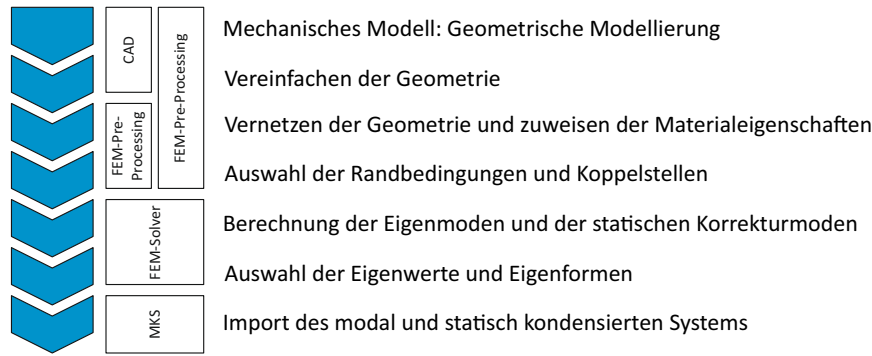 Mechanisches Modell: Geometrische Modellierung
CAD
FEM-Pre-Processing
Vereinfachen der Geometrie
FEM-Pre-
Processing
Vernetzen der Geometrie und zuweisen der Materialeigenschaften
Auswahl der Randbedingungen und Koppelstellen
FEM-Solver
Berechnung der Eigenmoden und der statischen Korrekturmoden
Auswahl der Eigenwerte und Eigenformen
MKS
Import des modal und statisch kondensierten Systems